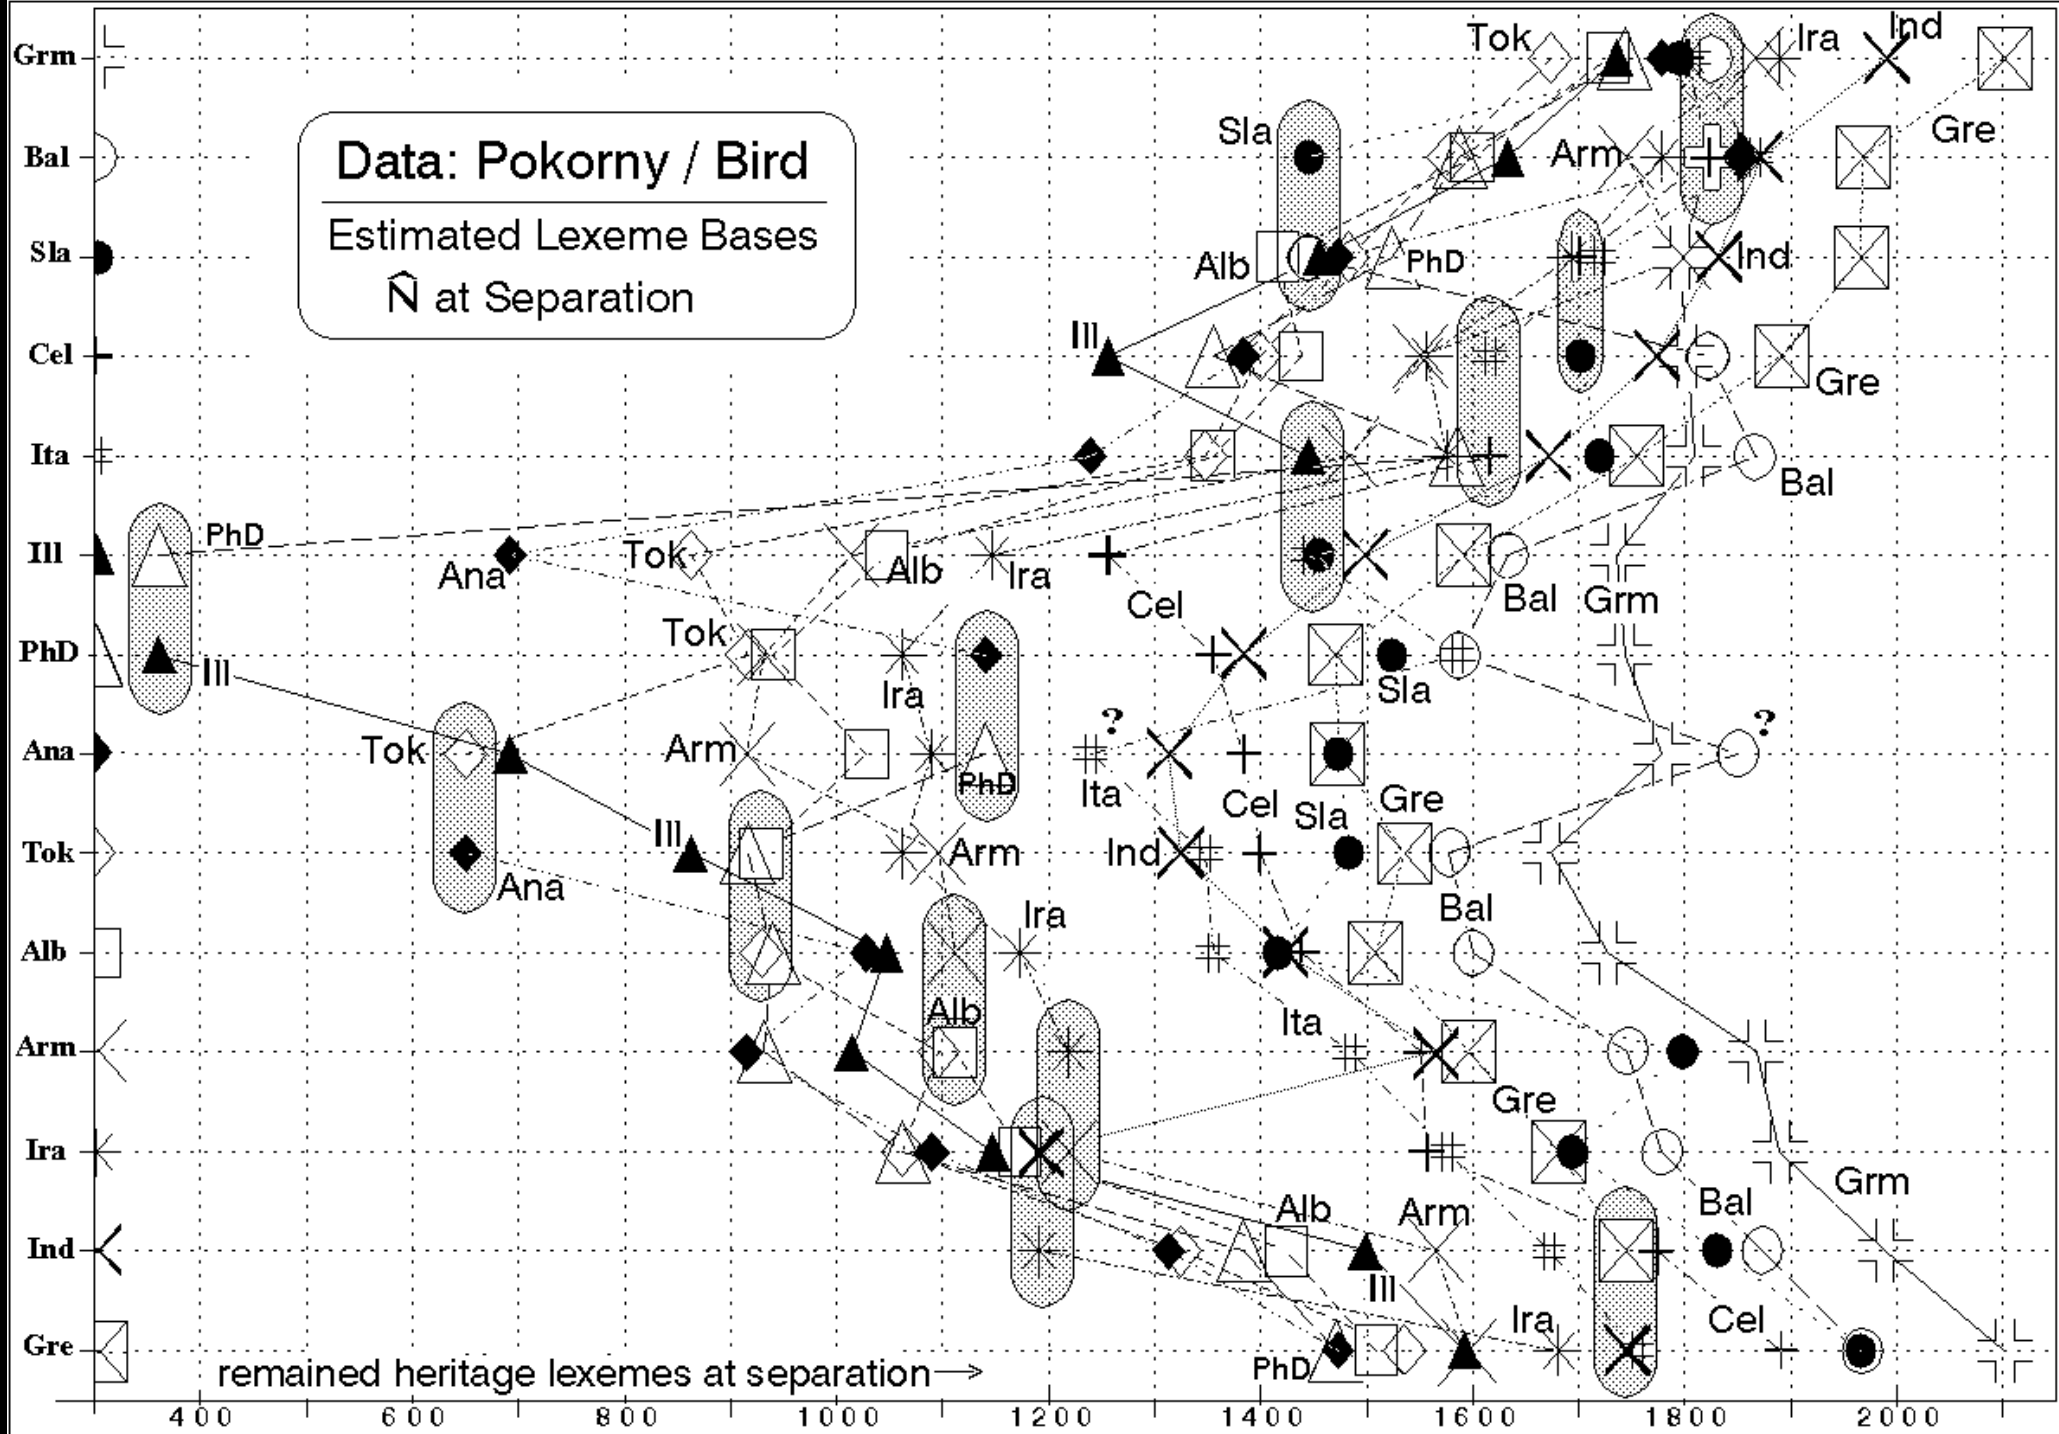 Grm Tok Ira Ind
Bal Sla Arm Gre
Data: Pokorny / Bird
Estimated Lexeme Bases
N̂ at Separation
Sla Alb PhD Ind
Cel Ill Gre
Ita Bal
Ill PhD Ana Tok Alb Ira Cel Bal Grm
PhD Ill Tok Ira Sla
Ana Tok Arm PhD ? Ita Cel Sla Gre ?
Tok Ill Ana Arm Ind Bal
Alb Ira
Arm Alb Ita Gre
Ira Grm
Ind Alb Arm Ill Bal
Gre PhD Ira Cel
remained heritage lexemes at separation→
400 600 800 1000 1200 1400 1600 1800 2000